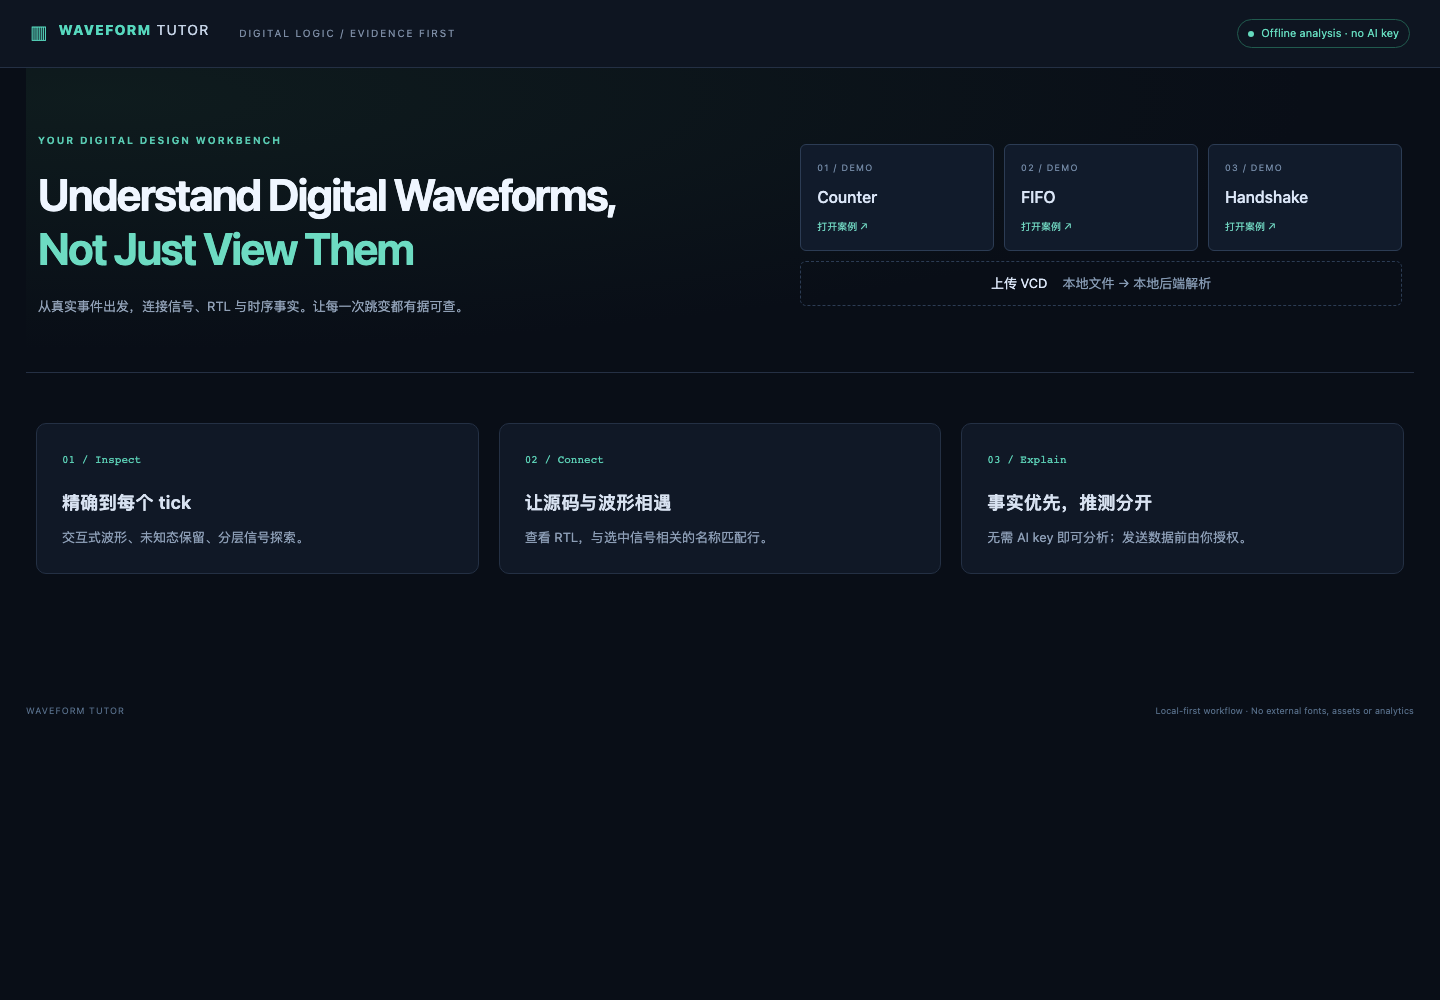 WAVEFORM TUTOR
DIGITAL LOGIC / EVIDENCE FIRST
Offline analysis · no AI key
YOUR DIGITAL DESIGN WORKBENCH
Understand Digital Waveforms,
Not Just View Them
从真实事件出发，连接信号、RTL 与时序事实。让每一次跳变都有据可查。
01 / DEMO
Counter
打开案例 ↗
02 / DEMO
FIFO
打开案例 ↗
03 / DEMO
Handshake
打开案例 ↗
上传 VCD 本地文件 → 本地后端解析
01 / Inspect
精确到每个 tick
交互式波形、未知态保留、分层信号探索。
02 / Connect
让源码与波形相遇
查看 RTL，与选中信号相关的名称匹配行。
03 / Explain
事实优先，推测分开
无需 AI key 即可分析；发送数据前由你授权。
WAVEFORM TUTOR
Local-first workflow · No external fonts, assets or analytics